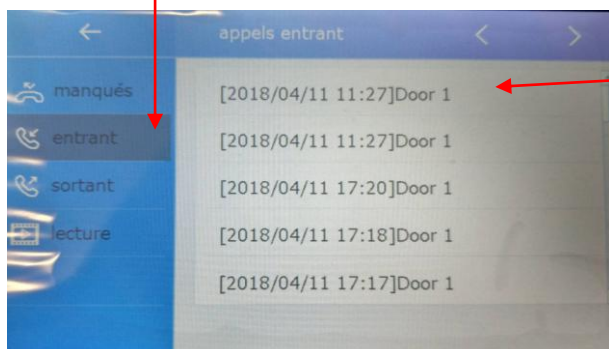 appels entrant
manqués
entrant
sortant
lecture
[2018/04/11 11:27]Door 1
[2018/04/11 11:27]Door 1
[2018/04/11 17:20]Door 1
[2018/04/11 17:18]Door 1
[2018/04/11 17:17]Door 1